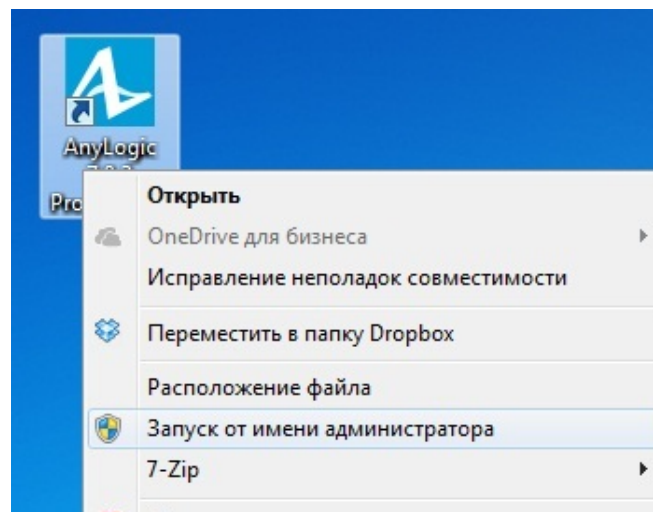 AnyLogic
Открыть
OneDrive для бизнеса
Исправление неполадок совместимости
Переместить в папку Dropbox
Расположение файла
Запуск от имени администратора
7-Zip